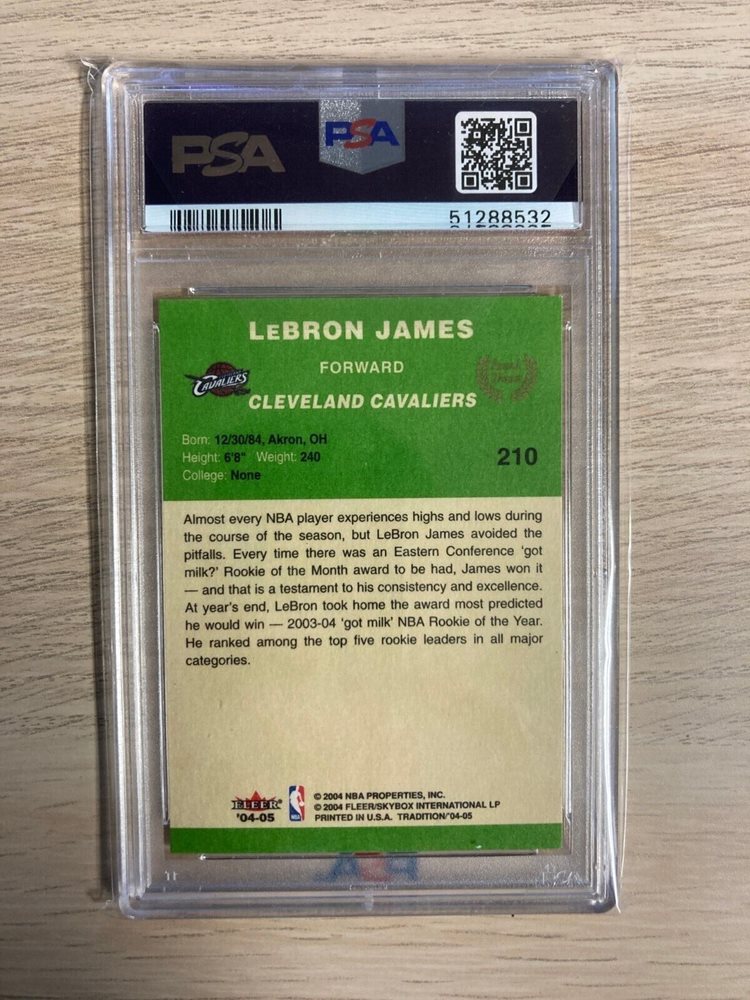 PSA
PSA
51288532
LEBRON JAMES
FORWARD
CAVALIERS
CLEVELAND CAVALIERS
Born: 12/30/84, Akron, OH
Height: 6'8" Weight: 240
College: None
210
Almost every NBA player experiences highs and lows during
the course of the season, but LeBron James avoided the
pitfalls. Every time there was an Eastern Conference ‘got
milk?’ Rookie of the Month award to be had, James won it
— and that is a testament to his consistency and excellence.
At year’s end, LeBron took home the award most predicted
he would win — 2003-04 ‘got milk’ NBA Rookie of the Year.
He ranked among the top five rookie leaders in all major
categories.
FLEER
'04-05
NBA
© 2004 NBA PROPERTIES, INC.
© 2004 FLEER/SKYBOX INTERNATIONAL LP
PRINTED IN U.S.A. TRADITION/'04-05
PSA